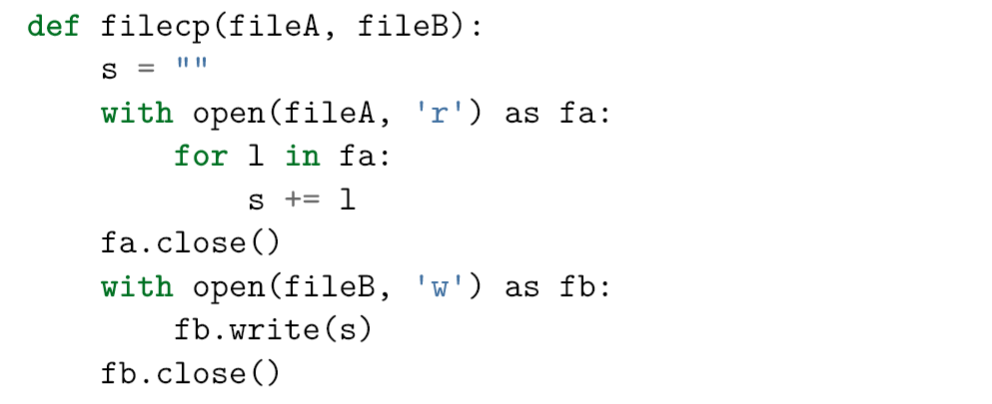 def filecp(fileA, fileB):
    s = ""
    with open(fileA, 'r') as fa:
        for l in fa:
            s += l
    fa.close()
    with open(fileB, 'w') as fb:
        fb.write(s)
    fb.close()